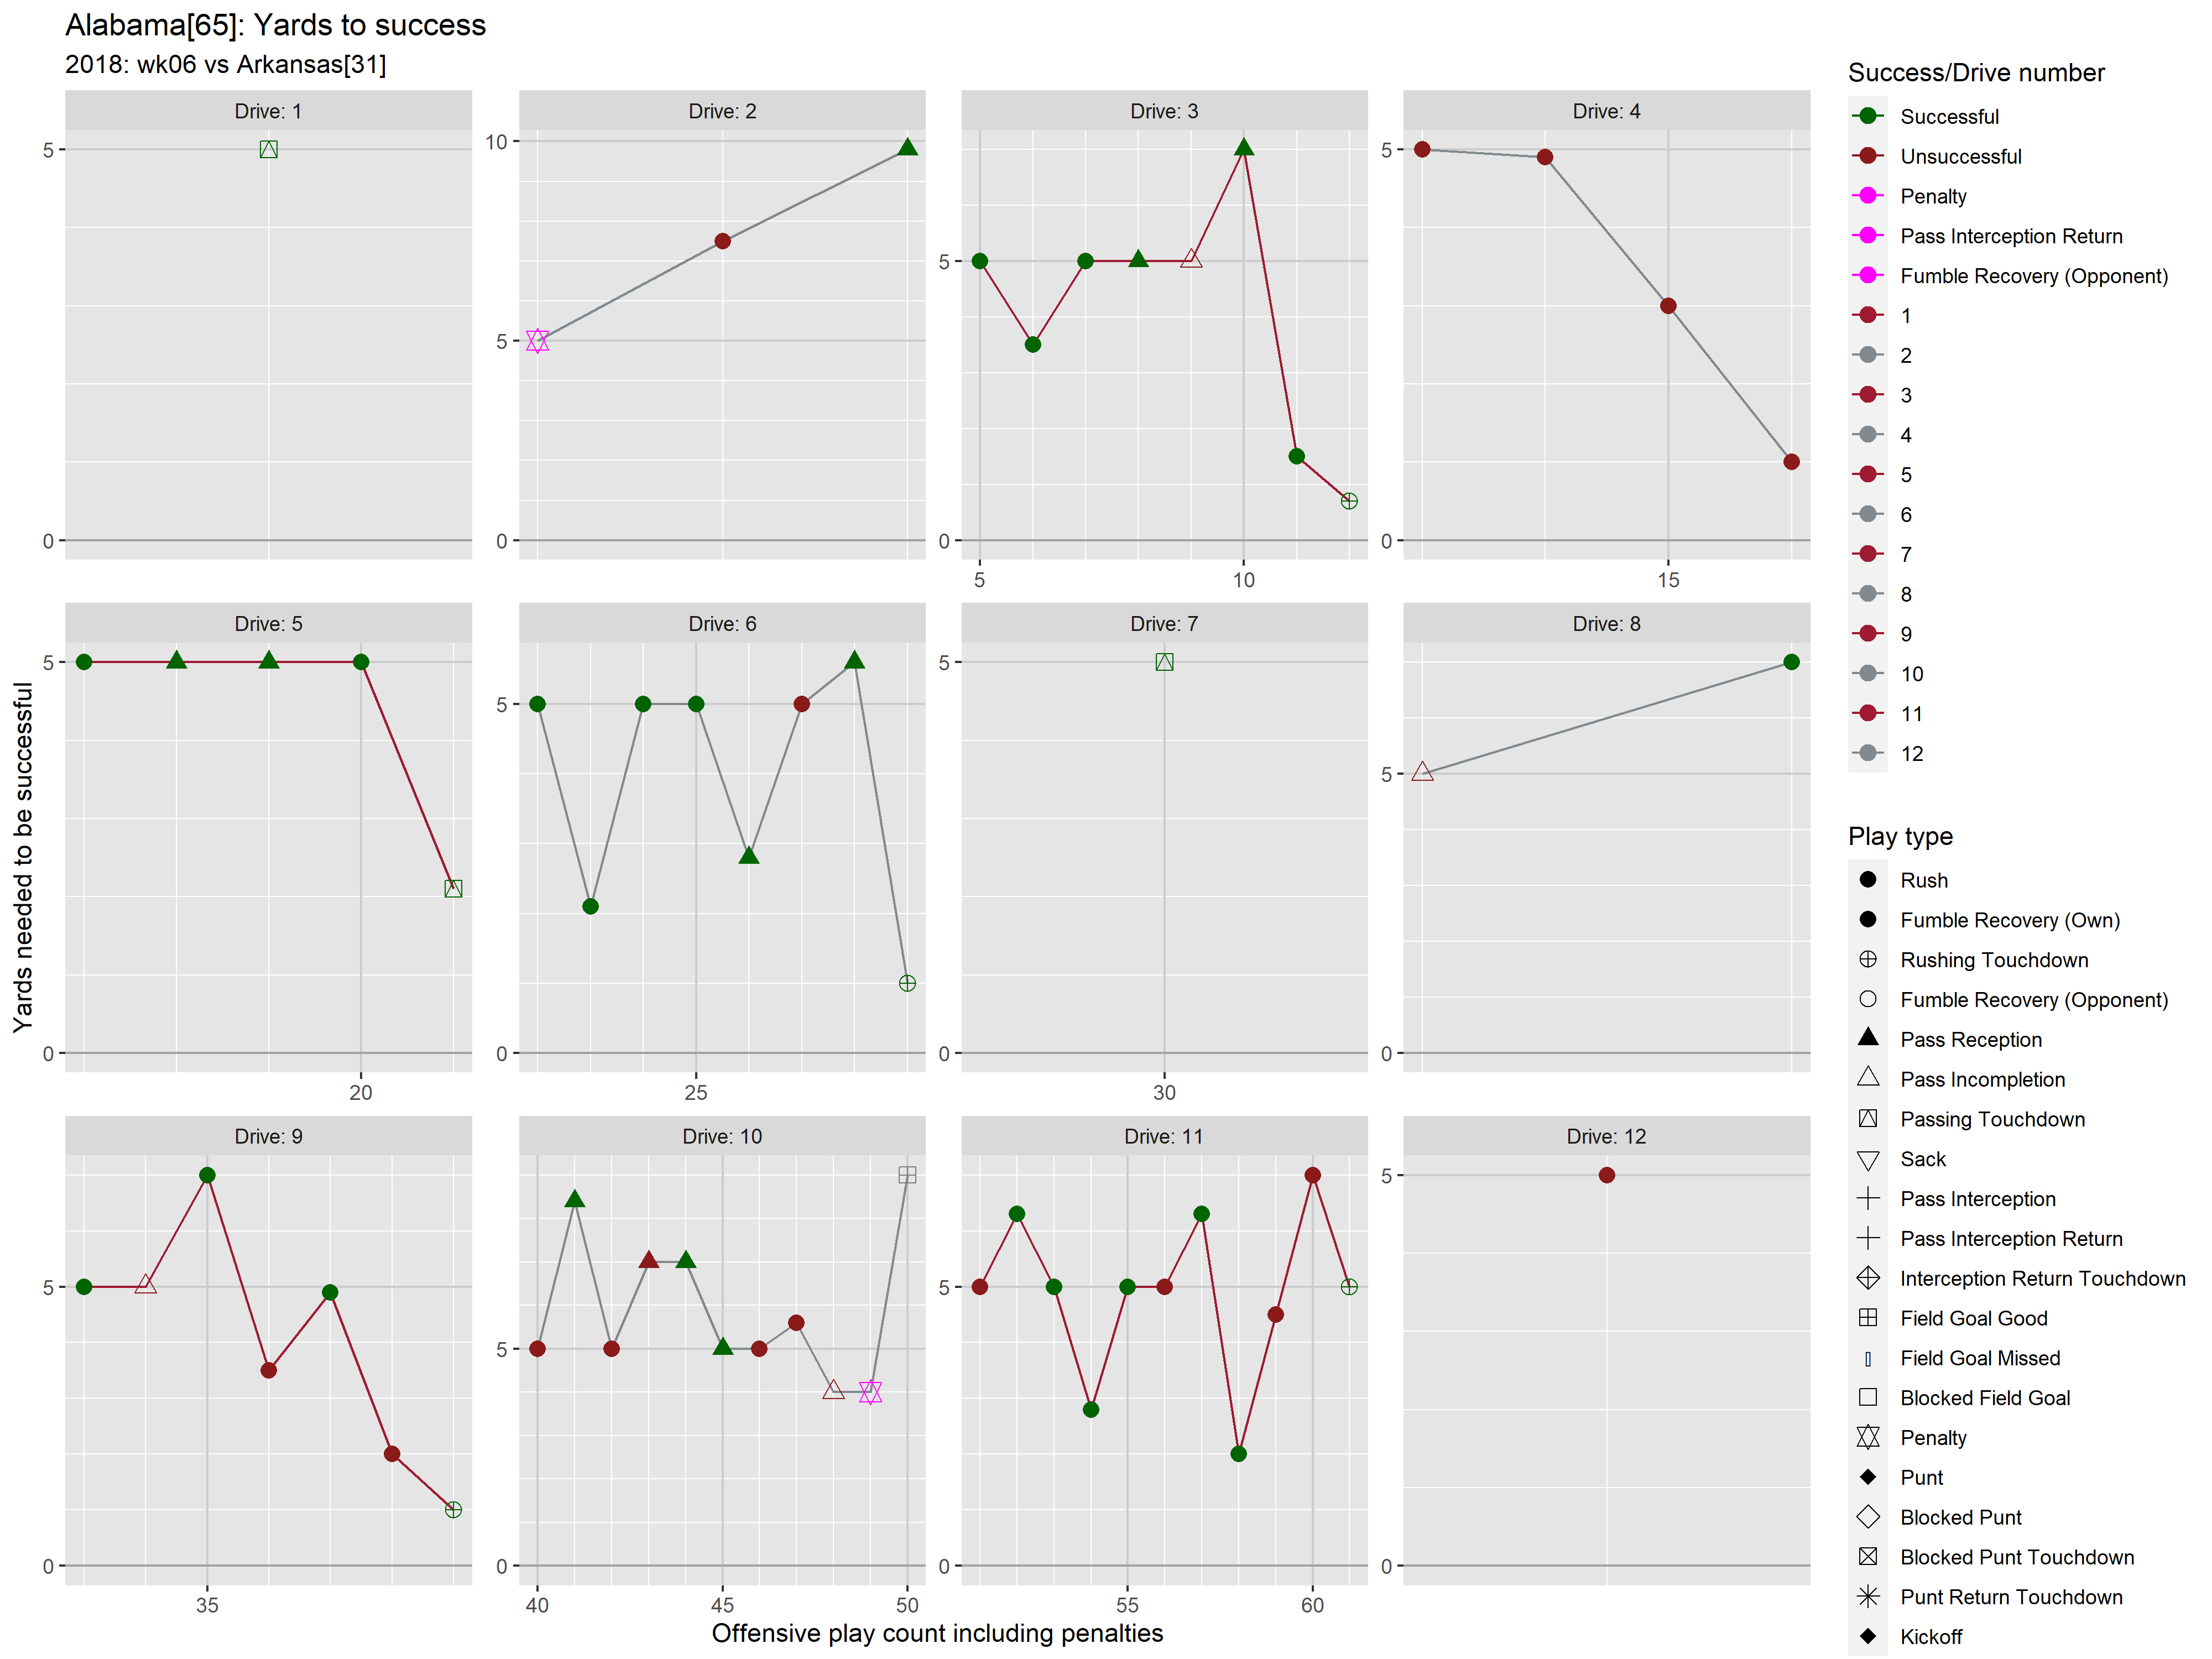 Alabama[65]: Yards to success
2018: wk06 vs Arkansas[31]
Drive: 1
Drive: 2
Drive: 3
Drive: 4
5
0
10
5
0
5
0
5 10
5
0
15
Drive: 5
Drive: 6
Drive: 7
Drive: 8
5
0
20
5
0
25
5
0
30
5
0
Drive: 9
Drive: 10
Drive: 11
Drive: 12
5
0
35
5
0
40 45 50
5
0
55 60
5
0
Yards needed to be successful
Offensive play count including penalties
Success/Drive number
Successful
Unsuccessful
Penalty
Pass Interception Return
Fumble Recovery (Opponent)
1
2
3
4
5
6
7
8
9
10
11
12
Play type
Rush
Fumble Recovery (Own)
Rushing Touchdown
Fumble Recovery (Opponent)
Pass Reception
Pass Incompletion
Passing Touchdown
Sack
Pass Interception
Pass Interception Return
Interception Return Touchdown
Field Goal Good
Field Goal Missed
Blocked Field Goal
Penalty
Punt
Blocked Punt
Blocked Punt Touchdown
Punt Return Touchdown
Kickoff